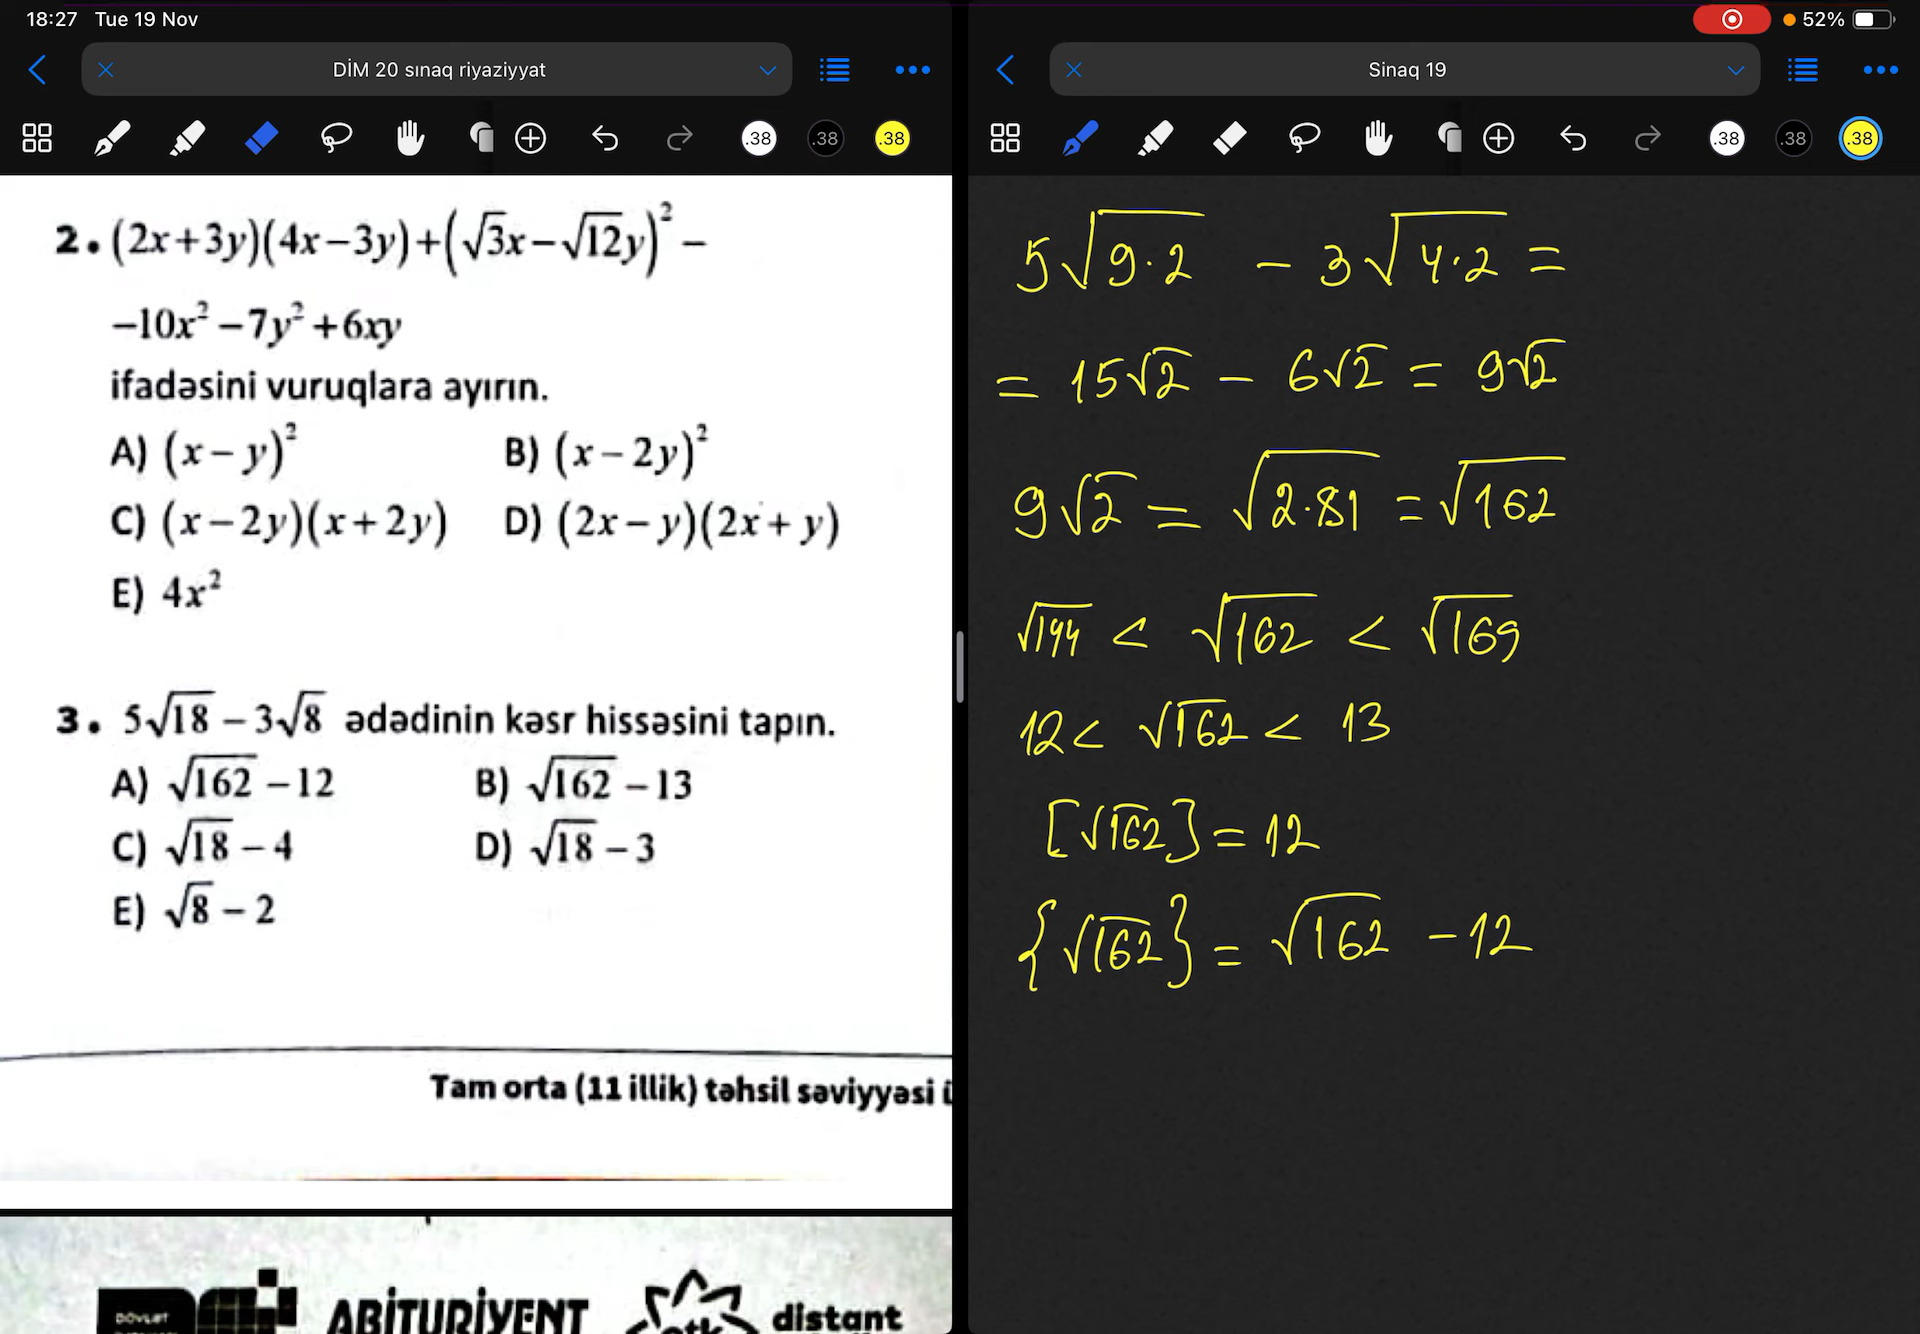 18:27 Tue 19 Nov
52%
DİM 20 sınaq riyaziyyat
.38 .38 .38
2. (2x+3y)(4x−3y)+(√3x−√12y)² −
−10x² −7y² +6xy
ifadəsini vuruqlara ayırın.
A) (x−y)² B) (x−2y)²
C) (x−2y)(x+2y) D) (2x−y)(2x+y)
E) 4x²
3. 5√18 −3√8 ədədinin kəsr hissəsini tapın.
A) √162 −12 B) √162 −13
C) √18 −4 D) √18 −3
E) √8 −2
Tam orta (11 illik) təhsil səviyyəsi ü
DÖVLƏT
ABİTURİYENT
distant
Sinaq 19
.38 .38 .38
5√9·2 − 3√4·2 =
= 15√2 − 6√2 = 9√2
9√2 = √2·81 = √162
√144 < √162 < √169
12 < √162 < 13
[√162] = 12
{√162} = √162 −12